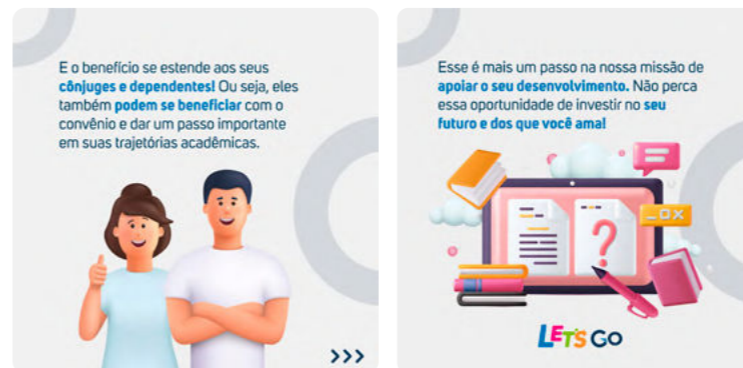 E o benefício se estende aos seus
cônjuges e dependentes! Ou seja, eles
também podem se beneficiar com o
convênio e dar um passo importante
em suas trajetórias acadêmicas.
>>>
Esse é mais um passo na nossa missão de
apoiar o seu desenvolvimento. Não perca
essa oportunidade de investir no seu
futuro e dos que você ama!
?
LET'S GO